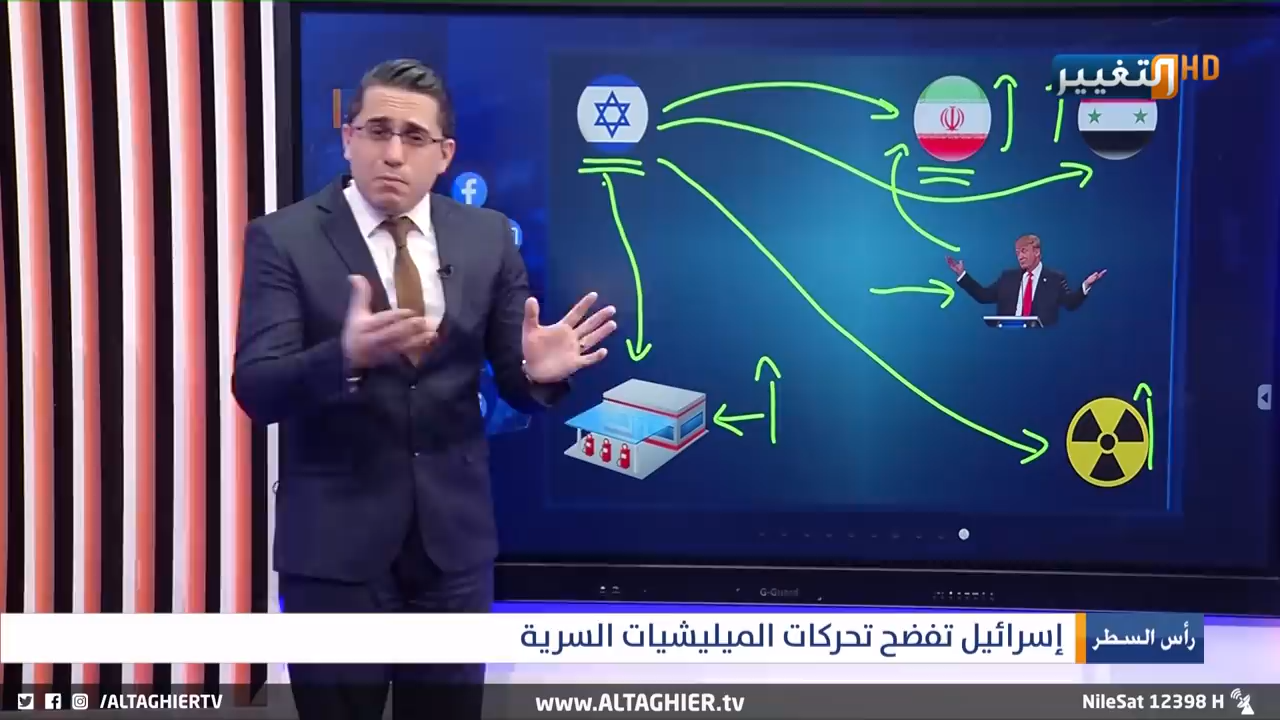 التغيير HD
رأس السطر
إسرائيل تفضح تحركات الميليشيات السرية
/ALTAGHIERTV
www.ALTAGHIER.tv
NileSat 12398 H